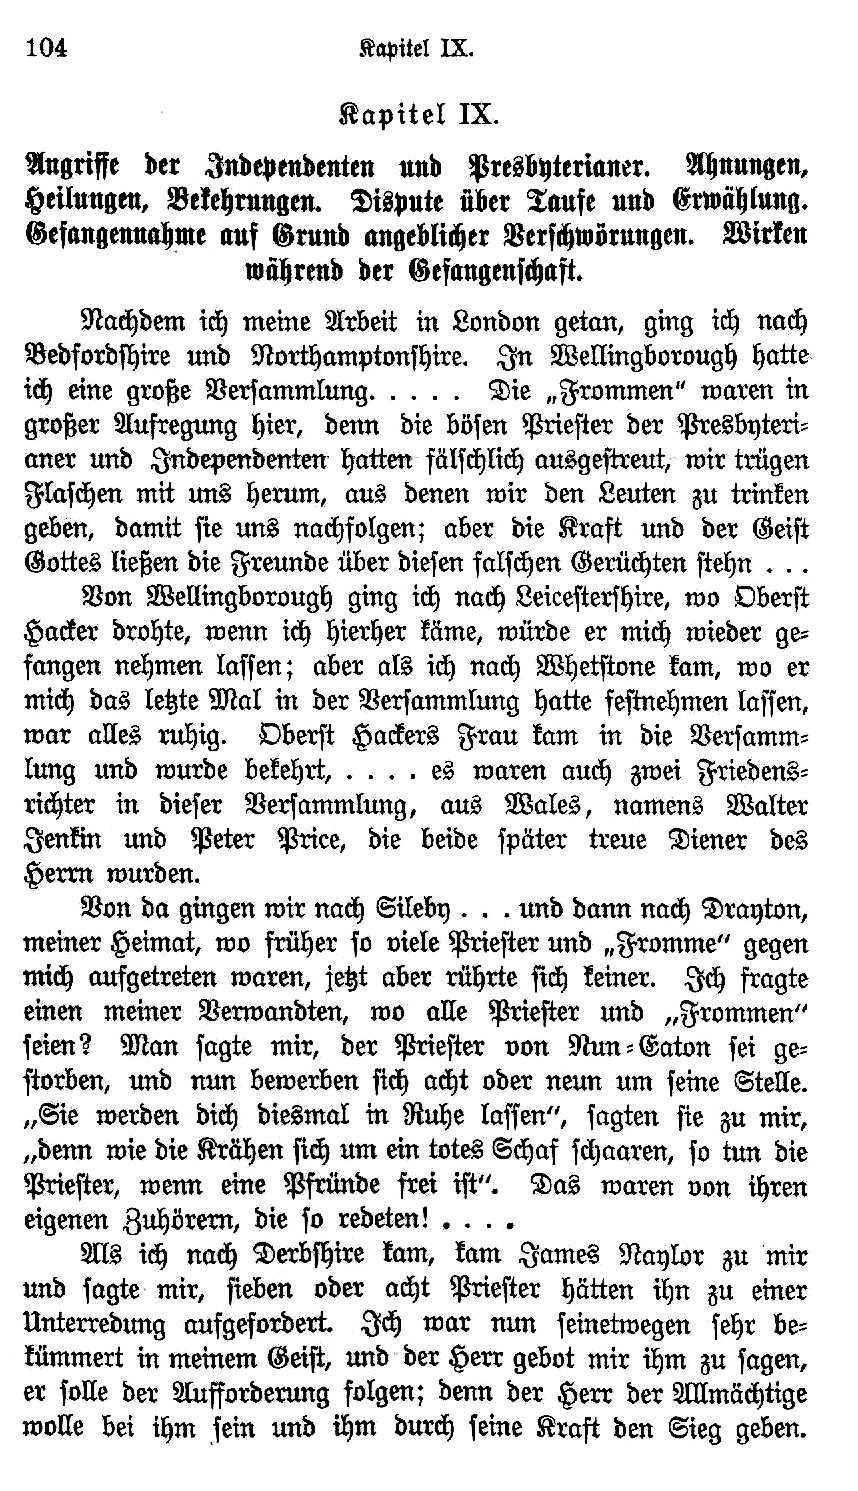 104 Kapitel IX.
Kapitel IX.
Angriffe der Independenten und Presbyterianer. Ahnungen,
Heilungen, Bekehrungen. Dispute über Taufe und Erwählung.
Gefangennahme auf Grund angeblicher Verschwörungen. Wirken
während der Gefangenschaft.
Nachdem ich meine Arbeit in London getan, ging ich nach
Bedfordshire und Northamptonshire. In Wellingborough hatte
ich eine große Versammlung. . . . . Die „Frommen“ waren in
großer Aufregung hier, denn die bösen Priester der Presbyteri-
aner und Independenten hatten fälschlich ausgestreut, wir trügen
Flaschen mit uns herum, aus denen wir den Leuten zu trinken
geben, damit sie uns nachfolgen; aber die Kraft und der Geist
Gottes ließen die Freunde über diesen falschen Gerüchten stehn . . .
Von Wellingborough ging ich nach Leicestershire, wo Oberst
Hacker drohte, wenn ich hierher käme, würde er mich wieder ge-
fangen nehmen lassen; aber als ich nach Whetstone kam, wo er
mich das letzte Mal in der Versammlung hatte festnehmen lassen,
war alles ruhig. Oberst Hackers Frau kam in die Versamm-
lung und wurde bekehrt, . . . . es waren auch zwei Friedens-
richter in dieser Versammlung, aus Wales, namens Walter
Jenkin und Peter Price, die beide später treue Diener des
Herrn wurden.
Von da gingen wir nach Sileby . . . und dann nach Drayton,
meiner Heimat, wo früher so viele Priester und „Fromme“ gegen
mich aufgetreten waren, jetzt aber rührte sich keiner. Ich fragte
einen meiner Verwandten, wo alle Priester und „Frommen“
seien? Man sagte mir, der Priester von Nun-Eaton sei ge-
storben, und nun bewerben sich acht oder neun um seine Stelle.
„Sie werden dich diesmal in Ruhe lassen“, sagten sie zu mir,
„denn wie die Krähen sich um ein totes Schaf schaaren, so tun die
Priester, wenn eine Pfründe frei ist“. Das waren von ihren
eigenen Zuhörern, die so redeten! . . . .
Als ich nach Derbshire kam, kam James Naylor zu mir
und sagte mir, sieben oder acht Priester hätten ihn zu einer
Unterredung aufgefordert. Ich war nun seinetwegen sehr be-
kümmert in meinem Geist, und der Herr gebot mir ihm zu sagen,
er solle der Aufforderung folgen; denn der Herr der Allmächtige
wolle bei ihm sein und ihm durch seine Kraft den Sieg geben.